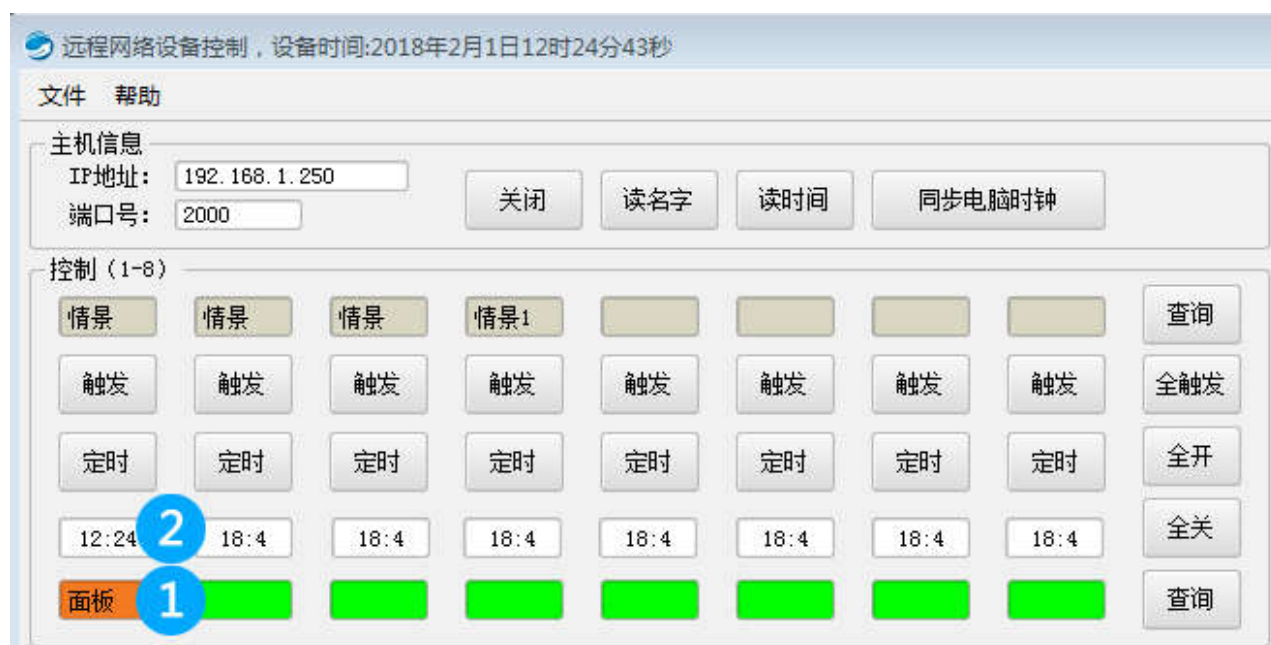 远程网络设备控制，设备时间:2018年2月1日12时24分43秒
文件 帮助
主机信息
IP地址： 192.168.1.250 关闭 读名字 读时间 同步电脑时钟
端口号： 2000
控制（1-8）
情景 情景 情景 情景1 查询
触发 触发 触发 触发 触发 触发 触发 触发 全触发
定时 定时 定时 定时 定时 定时 定时 定时 全开
12:24 2 18:4 18:4 18:4 18:4 18:4 18:4 18:4 全关
面板 1 查询